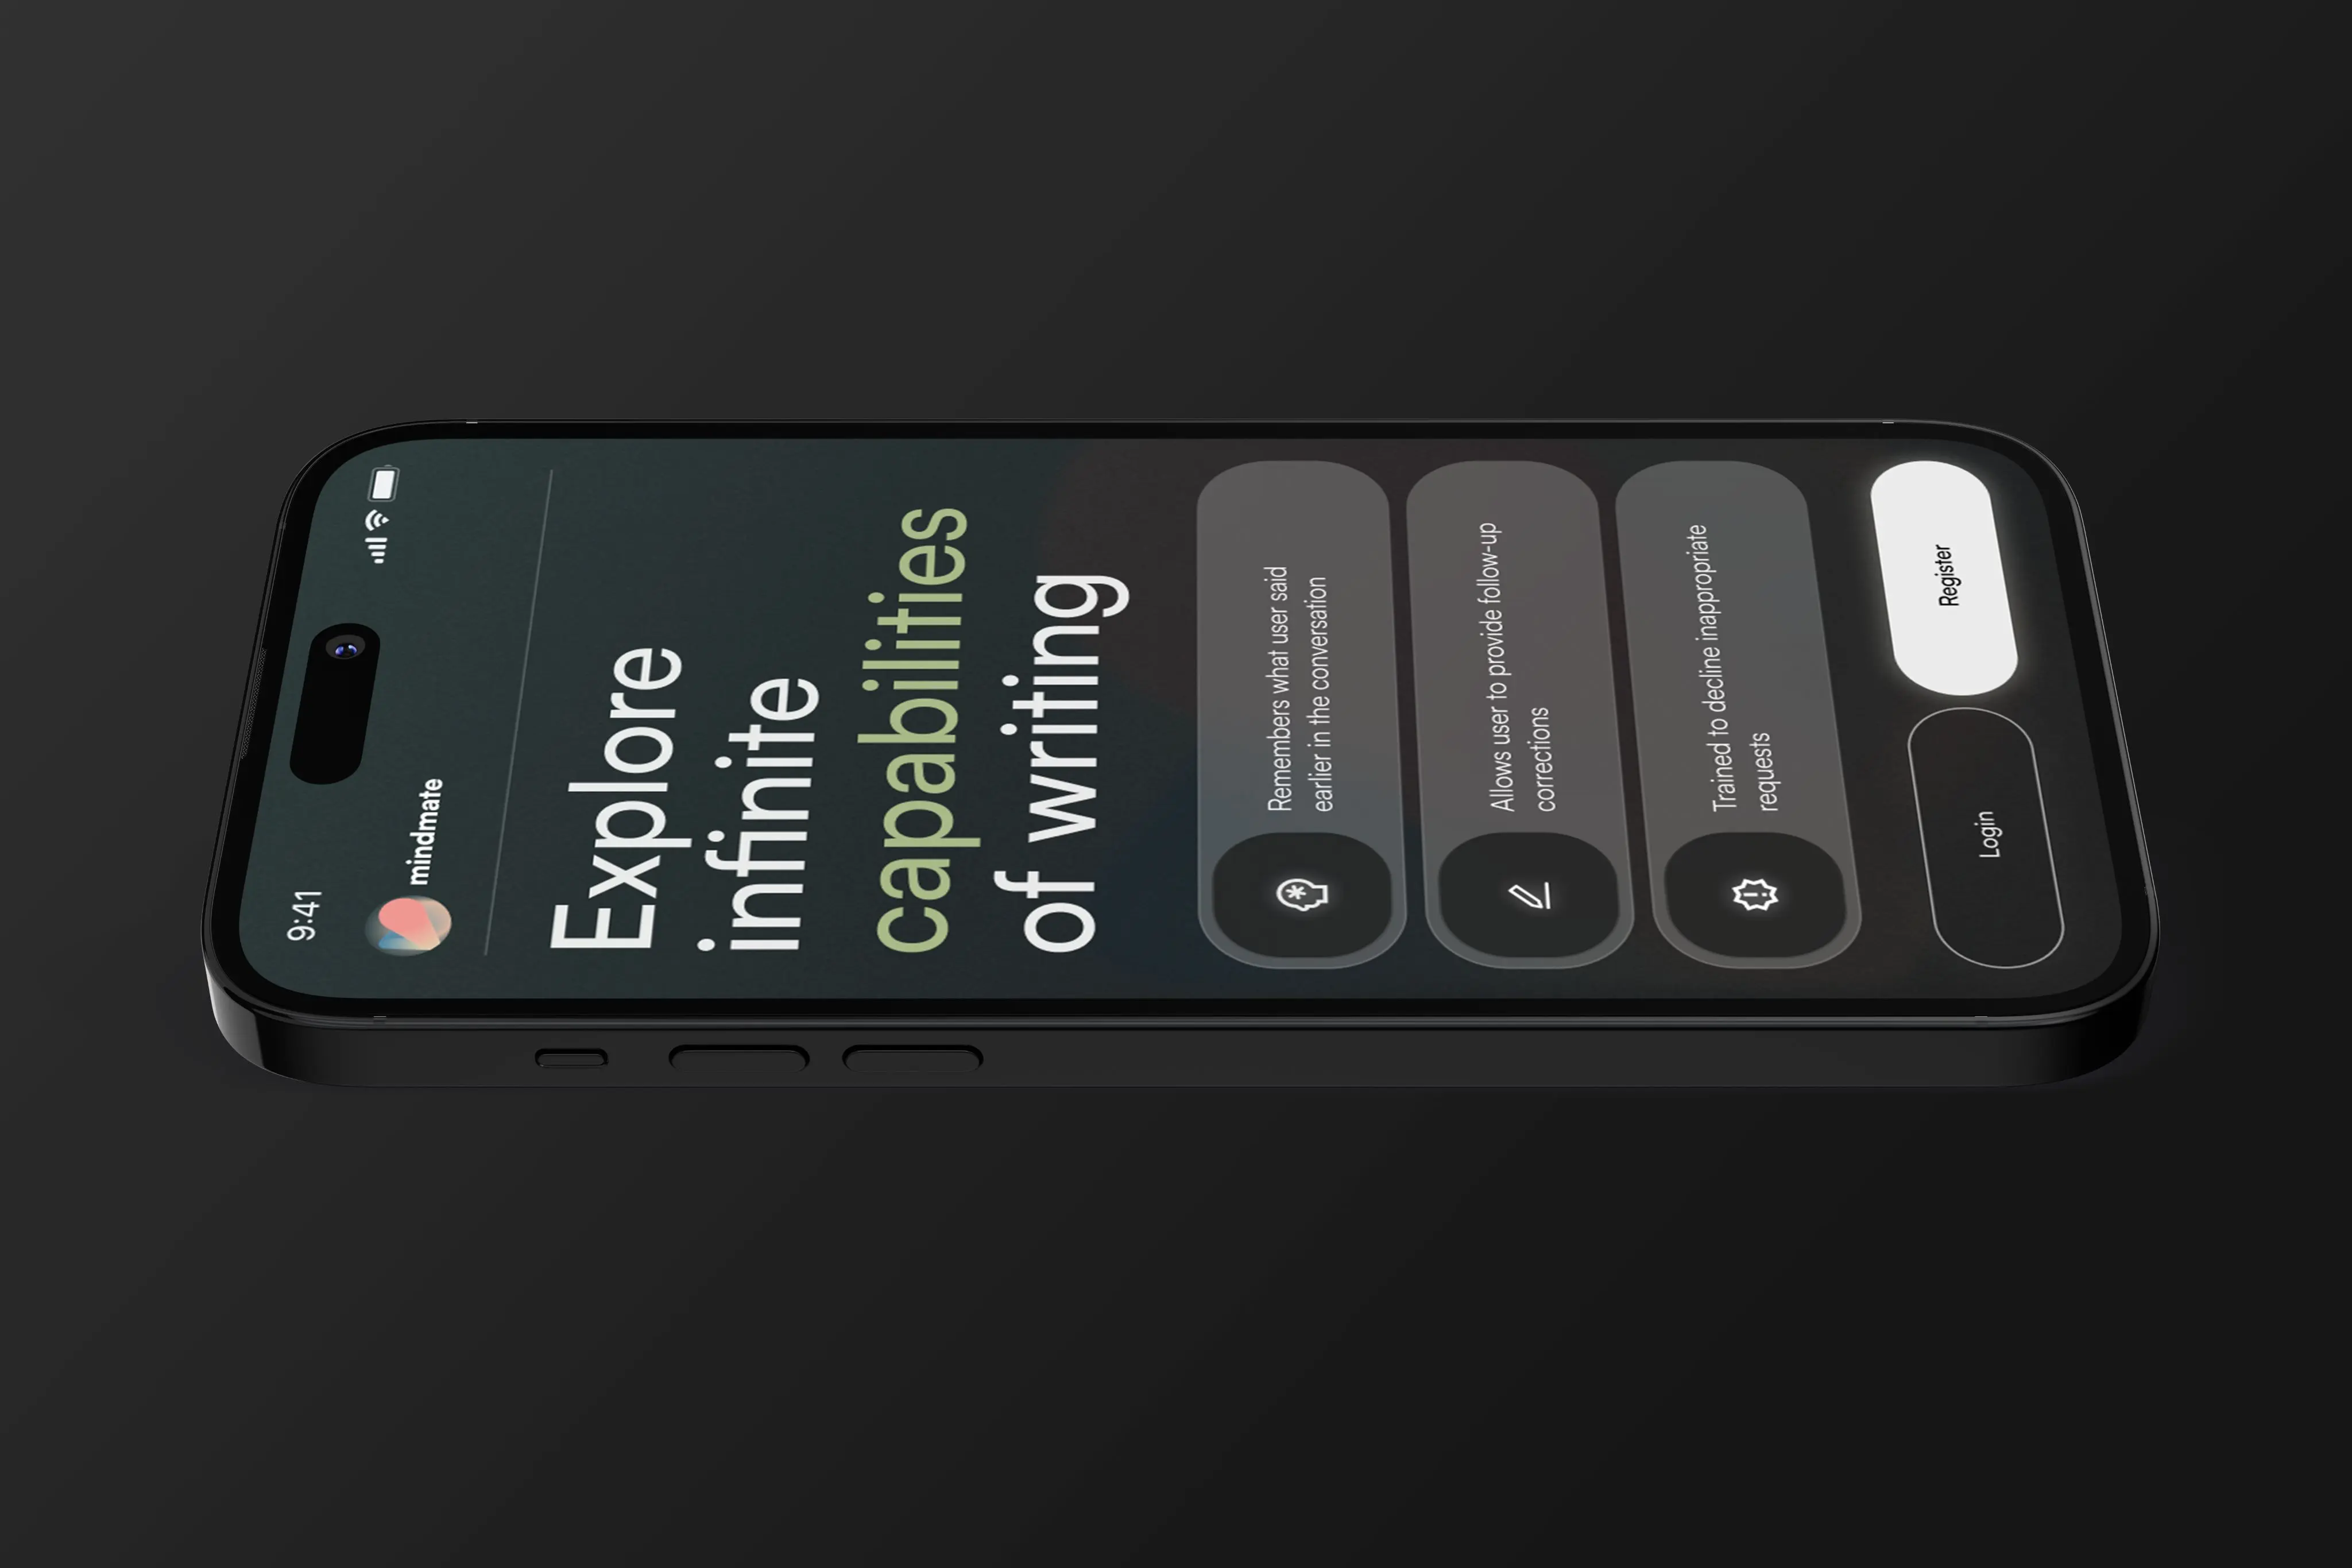 9:41
mindmate
Explore
infinite
capabilities
of writing
Remembers what user said
earlier in the conversation
Allows user to provide follow-up
corrections
Trained to decline inappropriate
requests
Login
Register